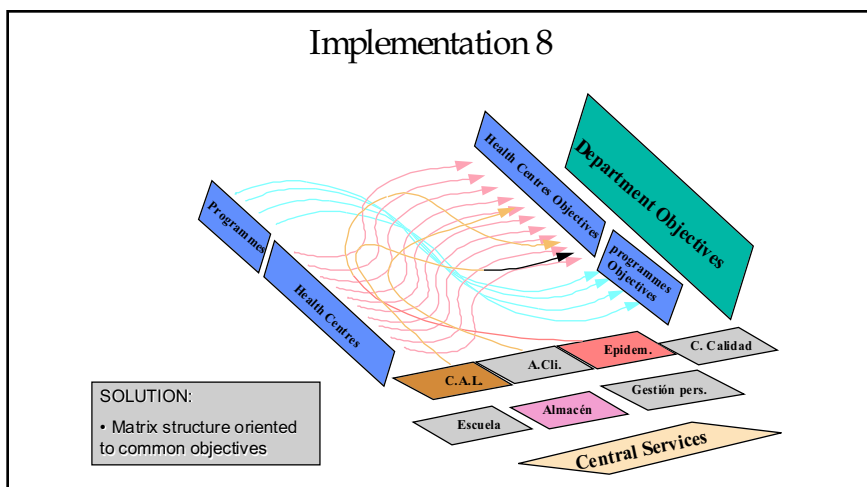 Implementation 8
Health Centres Objectives
Department Objectives
Programmes
Health Centres
programmes
Objectives
C.A.L.
A.Cli.
Epidem.
C. Calidad
Escuela
Almacén
Gestión pers.
Central Services
SOLUTION:
• Matrix structure oriented
to common objectives